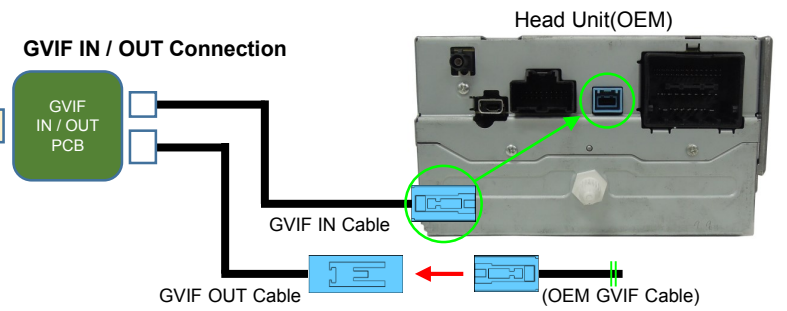 Head Unit(OEM)
GVIF IN / OUT Connection
GVIF
IN / OUT
PCB
GVIF IN Cable
GVIF OUT Cable
(OEM GVIF Cable)